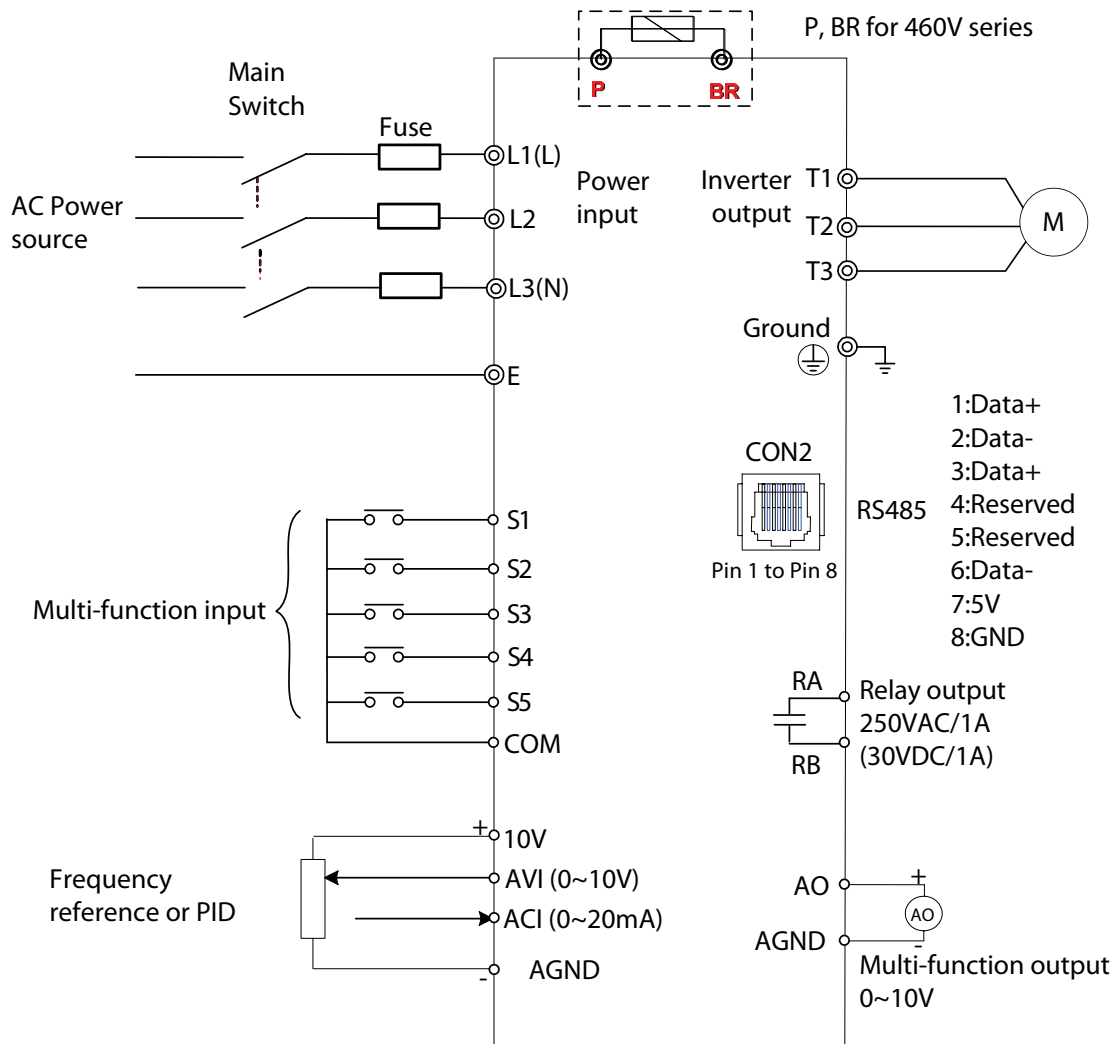 P, BR for 460V series
P
BR
Main
Switch
Fuse
L1(L)
Power
input
Inverter
output
T1
AC Power
source
L2
T2
M
L3(N)
T3
Ground
E
1:Data+
2:Data-
3:Data+
4:Reserved
5:Reserved
6:Data-
7:5V
8:GND
CON2
RS485
Pin 1 to Pin 8
Multi-function input
S1
S2
S3
S4
S5
COM
RA
RB
Relay output
250VAC/1A
(30VDC/1A)
+
10V
Frequency
reference or PID
AVI (0~10V)
ACI (0~20mA)
-
AGND
AO
+
AO
AGND
-
Multi-function output
0~10V